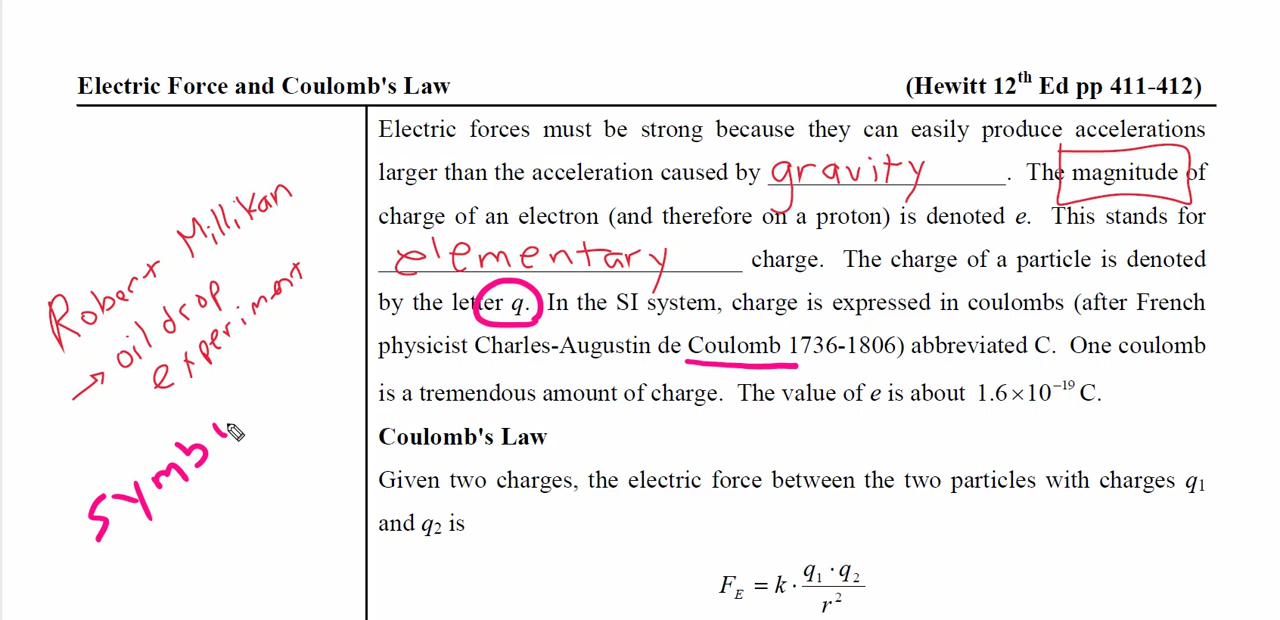 Electric Force and Coulomb's Law (Hewitt 12th Ed pp 411-412)
Electric forces must be strong because they can easily produce accelerations
larger than the acceleration caused by gravity. The magnitude of
charge of an electron (and therefore on a proton) is denoted e. This stands for
elementary charge. The charge of a particle is denoted
by the letter q. In the SI system, charge is expressed in coulombs (after French
physicist Charles-Augustin de Coulomb 1736-1806) abbreviated C. One coulomb
is a tremendous amount of charge. The value of e is about 1.6×10⁻¹⁹ C.
Coulomb's Law
Given two charges, the electric force between the two particles with charges q₁
and q₂ is
F_E = k · q₁ · q₂ / r²
Robert Millikan
→ oil drop
experiment
symb